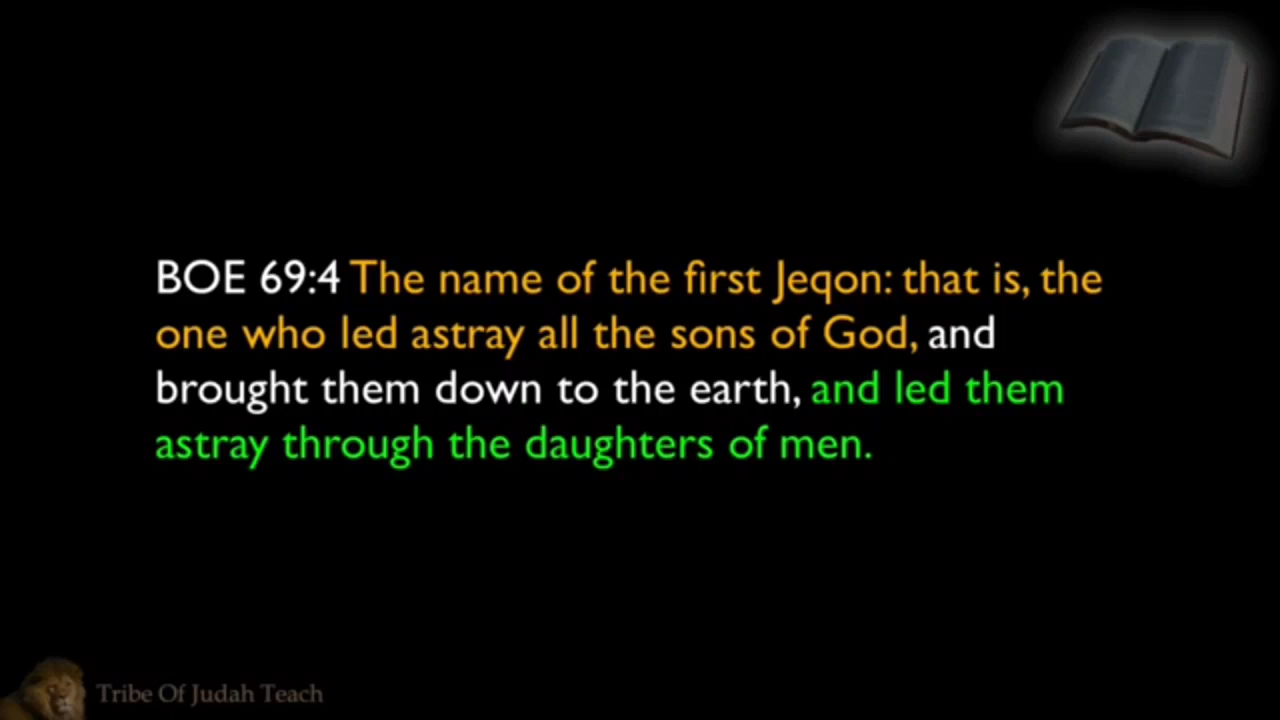 BOE 69:4 The name of the first Jeqon: that is, the
one who led astray all the sons of God, and
brought them down to the earth, and led them
astray through the daughters of men.
Tribe Of Judah Teach